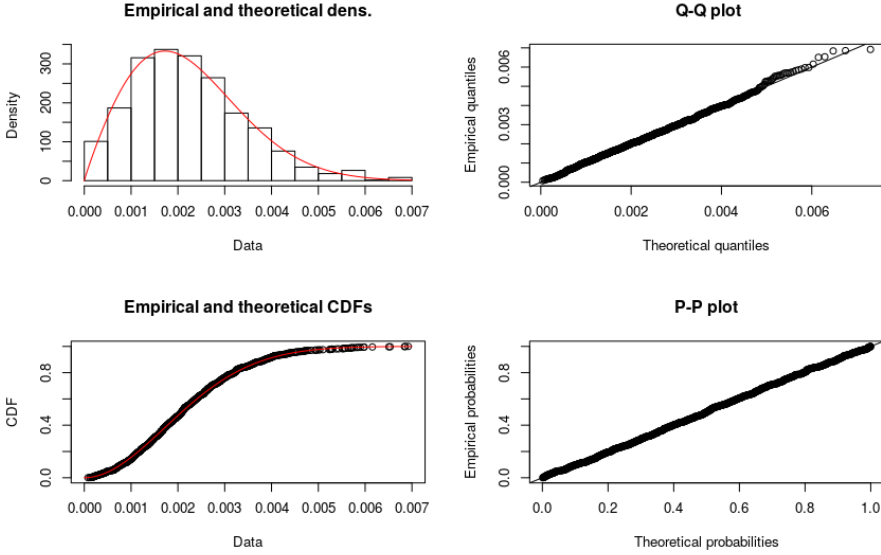 Empirical and theoretical dens.
Density
0 100 200 300
0.000 0.001 0.002 0.003 0.004 0.005 0.006 0.007
Data
Q-Q plot
Empirical quantiles
0.000 0.003 0.006
0.000 0.002 0.004 0.006
Theoretical quantiles
Empirical and theoretical CDFs
CDF
0.0 0.4 0.8
0.000 0.001 0.002 0.003 0.004 0.005 0.006 0.007
Data
P-P plot
Empirical probabilities
0.0 0.4 0.8
0.0 0.2 0.4 0.6 0.8 1.0
Theoretical probabilities